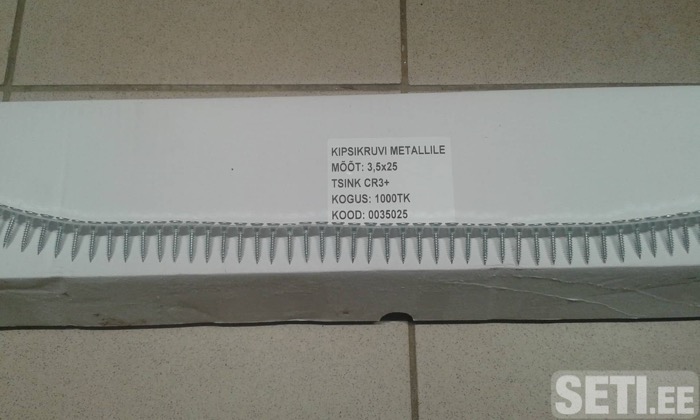 KIPSIKRUVI METALLILE
MÕÕT: 3,5x25
TSINK CR3+
KOGUS: 1000TK
KOOD: 0035025
SETI.EE